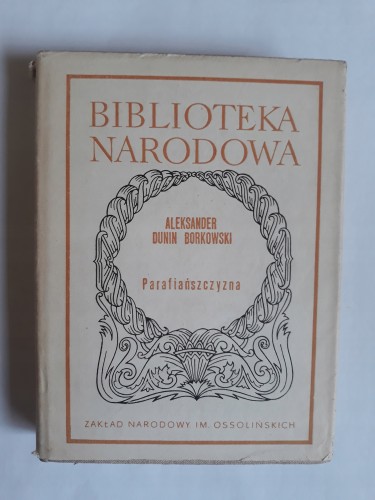 BIBLIOTEKA
NARODOWA
ALEKSANDER
DUNIN BORKOWSKI
Parafiańszczyzna
ZAKŁAD NARODOWY IM. OSSOLIŃSKICH